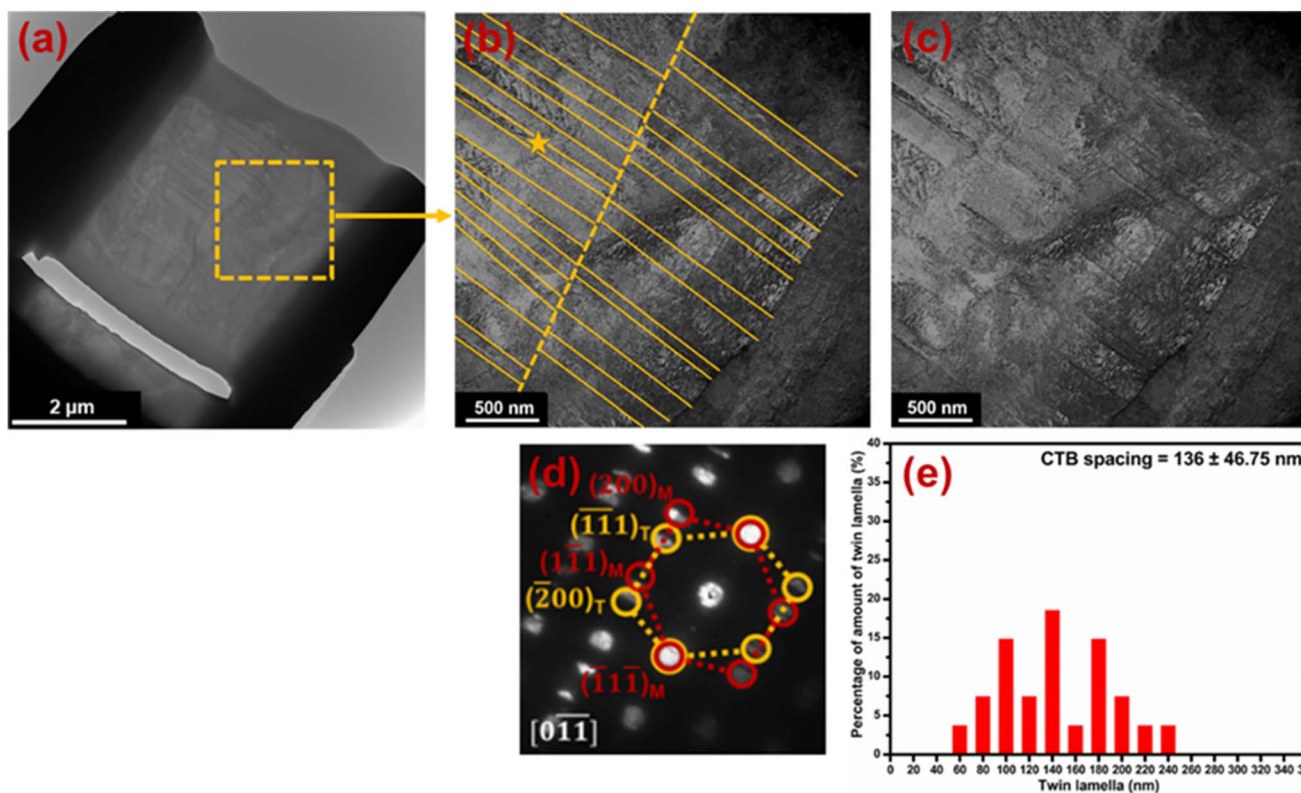 (a)
(b)
(c)
2 µm
500 nm
500 nm
(d)
(200)M
(1̅1̅1)T
(11̅1)M
(2̅00)T
(1̅11̅)M
[01̅1̅]
(e)
CTB spacing = 136 ± 46.75 nm
Percentage of amount of twin lamella (%)
40
35
30
25
20
15
10
5
0
0 20 40 60 80 100 120 140 160 180 200 220 240 260 280 300 320 340
Twin lamella (nm)